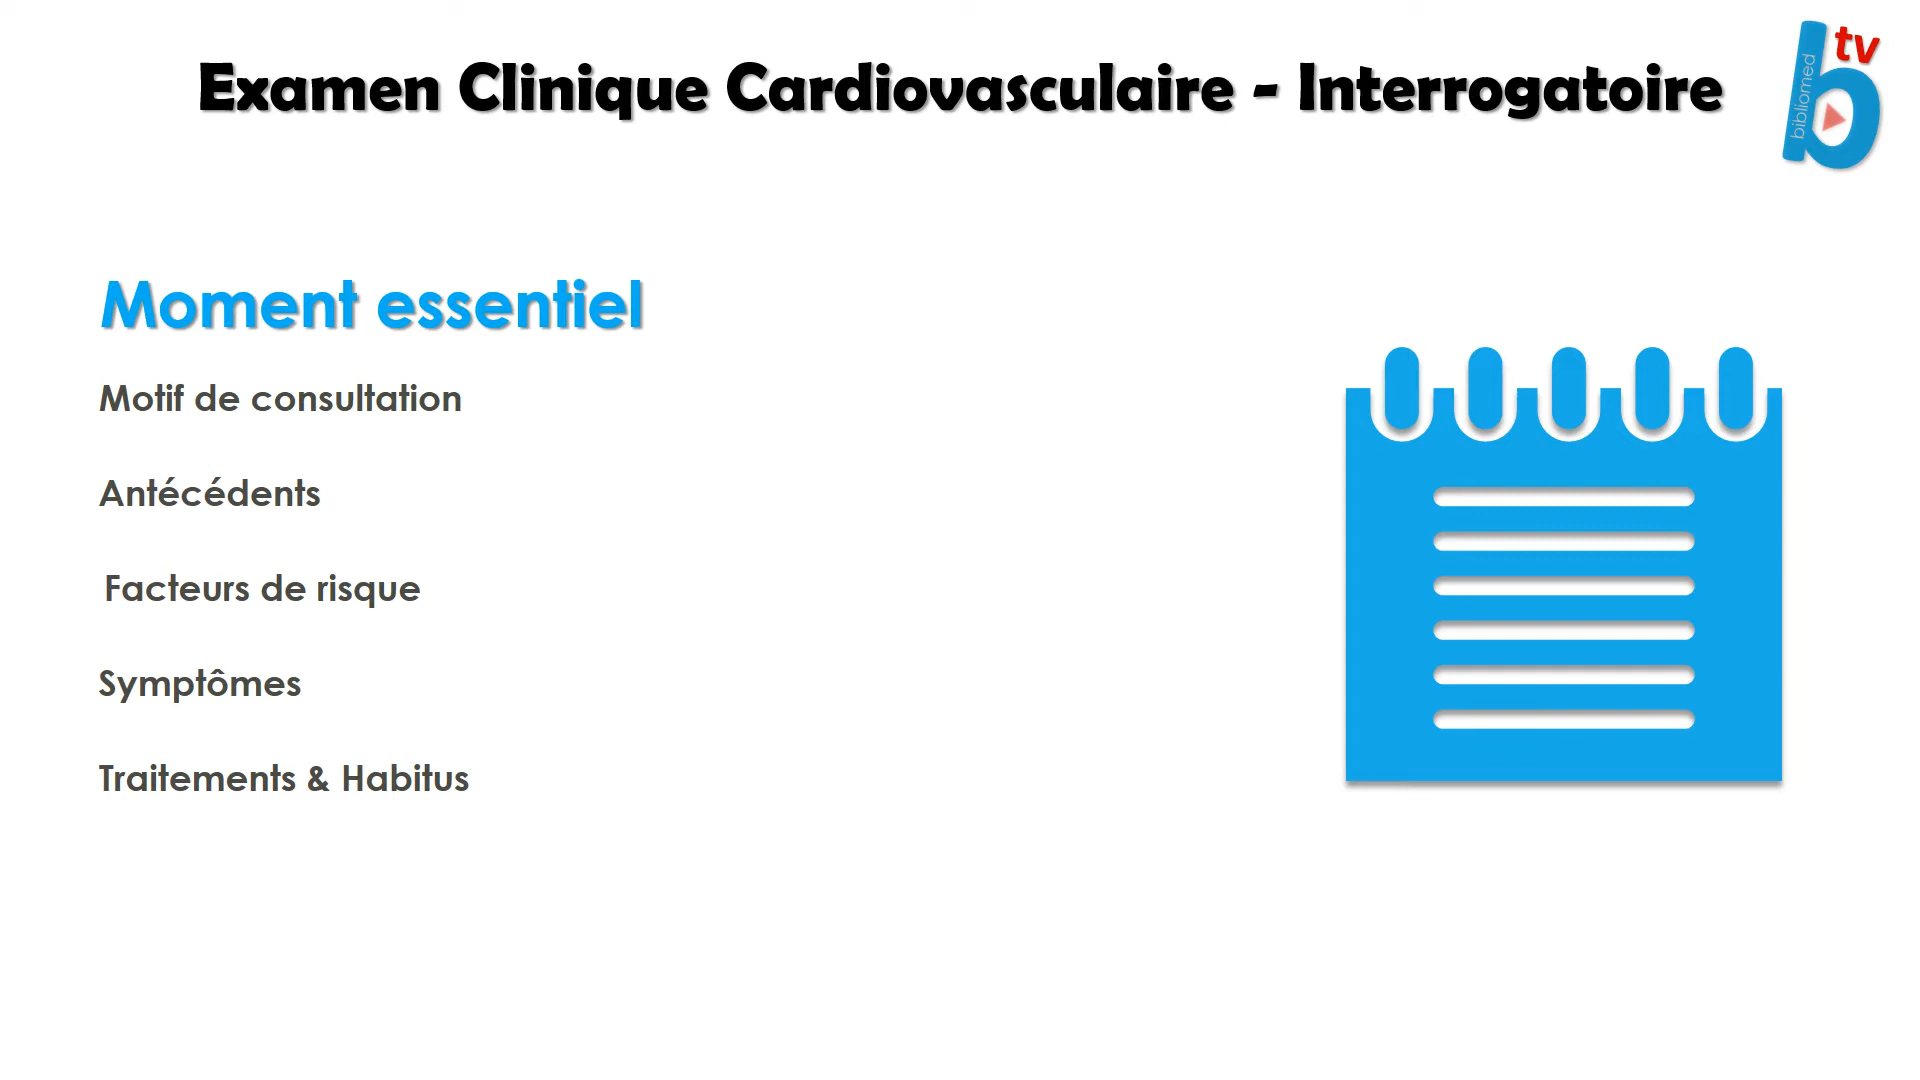 Examen Clinique Cardiovasculaire - Interrogatoire
tv
bibliomed
Moment essentiel
Motif de consultation
Antécédents
Facteurs de risque
Symptômes
Traitements & Habitus